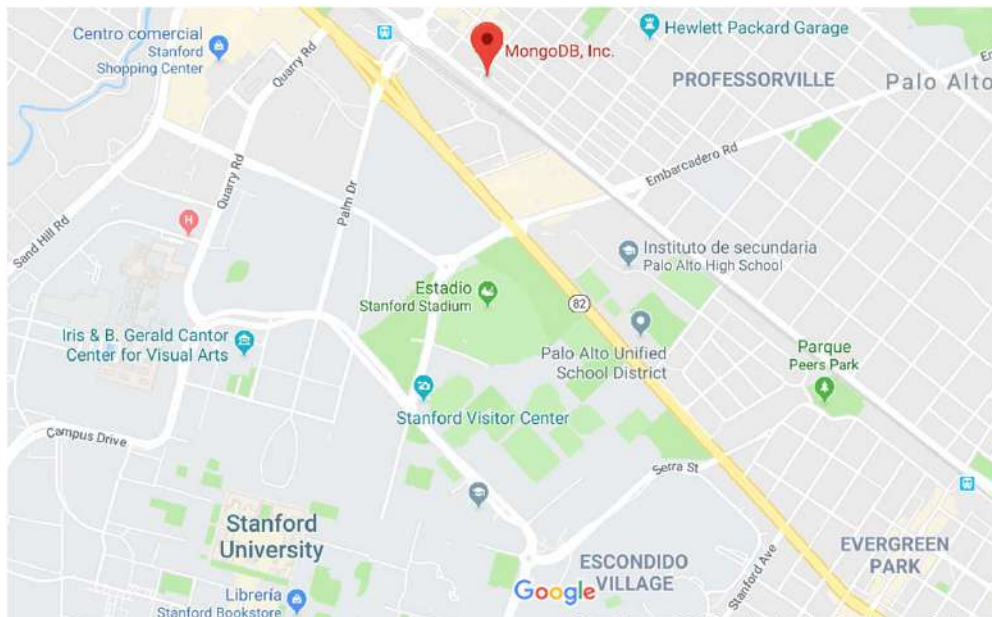 Centro comercial
Stanford
Shopping Center
Quarry Rd
MongoDB, Inc.
Hewlett Packard Garage
PROFESSORVILLE
Palo Alto
Embarcadero Rd
Quarry Rd
Palm Dr
Sand Hill Rd
H
Instituto de secundaria
Palo Alto High School
Estadio
Stanford Stadium
82
Iris & B. Gerald Cantor
Center for Visual Arts
Palo Alto Unified
School District
Parque
Peers Park
Stanford Visitor Center
Campus Drive
Serra St
Stanford
University
ESCONDIDO
VILLAGE
Stanford Ave
EVERGREEN
PARK
Google
Librería
Stanford Bookstore